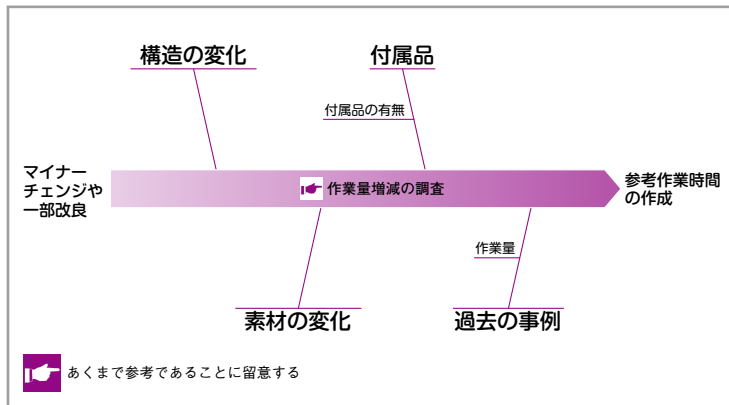 構造の変化
付属品
付属品の有無
マイナー
チェンジや
一部改良
作業量増減の調査
参考作業時間
の作成
作業量
素材の変化
過去の事例
あくまで参考であることに留意する